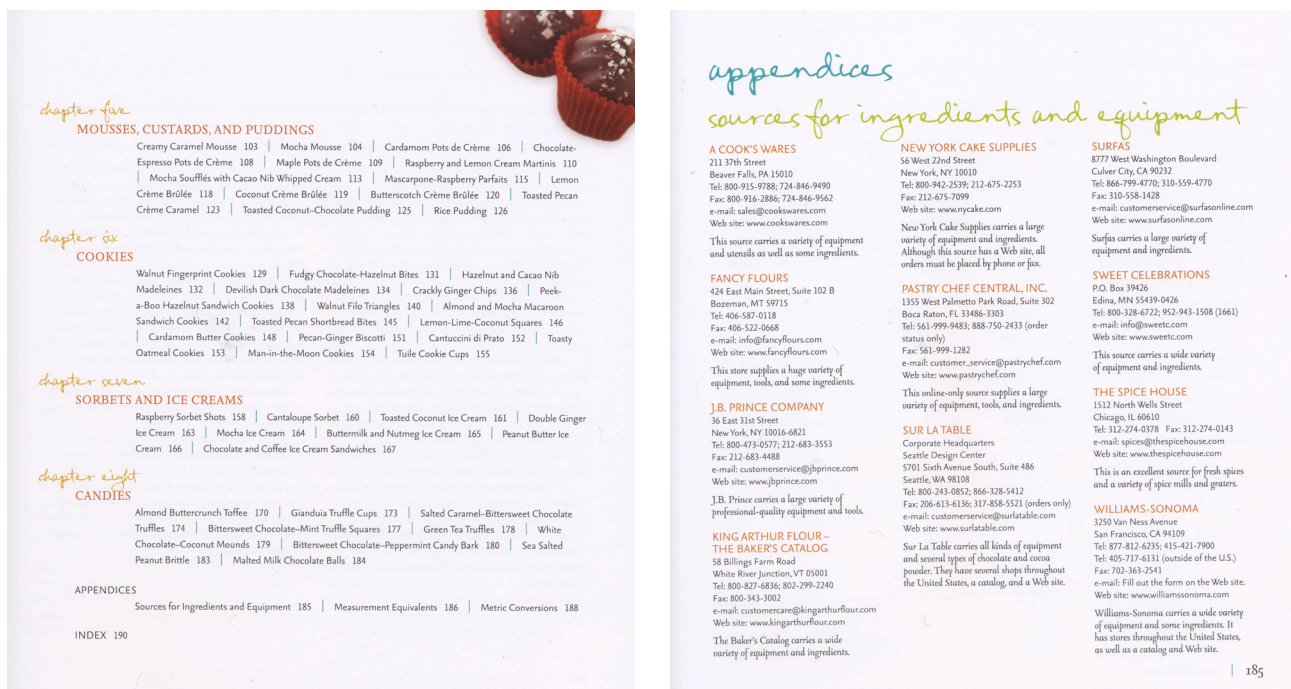 chapter five
MOUSSES, CUSTARDS, AND PUDDINGS
Creamy Caramel Mousse 103 | Mocha Mousse 104 | Cardamom Pots de Crème 106 | Chocolate-
Espresso Pots de Crème 108 | Maple Pots de Crème 109 | Raspberry and Lemon Cream Martinis 110
| Mocha Soufflés with Cacao Nib Whipped Cream 113 | Mascarpone-Raspberry Parfaits 115 | Lemon
Crème Brûlée 118 | Coconut Crème Brûlée 119 | Butterscotch Crème Brûlée 120 | Toasted Pecan
Crème Caramel 123 | Toasted Coconut–Chocolate Pudding 125 | Rice Pudding 126
chapter six
COOKIES
Walnut Fingerprint Cookies 129 | Fudgy Chocolate-Hazelnut Bites 131 | Hazelnut and Cacao Nib
Madeleines 132 | Devilish Dark Chocolate Madeleines 134 | Crackly Ginger Chips 136 | Peek-
a-Boo Hazelnut Sandwich Cookies 138 | Walnut Filo Triangles 140 | Almond and Mocha Macaroon
Sandwich Cookies 142 | Toasted Pecan Shortbread Bites 145 | Lemon-Lime-Coconut Squares 146
| Cardamom Butter Cookies 148 | Pecan-Ginger Biscotti 151 | Cantuccini di Prato 152 | Toasty
Oatmeal Cookies 153 | Man-in-the-Moon Cookies 154 | Tuile Cookie Cups 155
chapter seven
SORBETS AND ICE CREAMS
Raspberry Sorbet Shots 158 | Cantaloupe Sorbet 160 | Toasted Coconut Ice Cream 161 | Double Ginger
Ice Cream 163 | Mocha Ice Cream 164 | Buttermilk and Nutmeg Ice Cream 165 | Peanut Butter Ice
Cream 166 | Chocolate and Coffee Ice Cream Sandwiches 167
chapter eight
CANDIES
Almond Buttercrunch Toffee 170 | Gianduia Truffle Cups 173 | Salted Caramel–Bittersweet Chocolate
Truffles 174 | Bittersweet Chocolate–Mint Truffle Squares 177 | Green Tea Truffles 178 | White
Chocolate–Coconut Mounds 179 | Bittersweet Chocolate–Peppermint Candy Bark 180 | Sea Salted
Peanut Brittle 183 | Malted Milk Chocolate Balls 184
APPENDICES
Sources for Ingredients and Equipment 185 | Measurement Equivalents 186 | Metric Conversions 188
INDEX 190
appendices
sources for ingredients and equipment
A COOK'S WARES
211 37th Street
Beaver Falls, PA 15010
Tel: 800-915-9788; 724-846-9490
Fax: 800-916-2886; 724-846-9562
e-mail: sales@cookswares.com
Web site: www.cookswares.com
This source carries a variety of equipment
and utensils as well as some ingredients.
FANCY FLOURS
424 East Main Street, Suite 102 B
Bozeman, MT 59715
Tel: 406-587-0118
Fax: 406-522-0668
e-mail: info@fancyflours.com
Web site: www.fancyflours.com
This store supplies a huge variety of
equipment, tools, and some ingredients.
J.B. PRINCE COMPANY
36 East 31st Street
New York, NY 10016-6821
Tel: 800-473-0577; 212-683-3553
Fax: 212-683-4488
e-mail: customerservice@jbprince.com
Web site: www.jbprince.com
J.B. Prince carries a large variety of
professional-quality equipment and tools.
KING ARTHUR FLOUR–
THE BAKER'S CATALOG
58 Billings Farm Road
White River Junction, VT 05001
Tel: 800-827-6836; 802-299-2240
Fax: 800-343-3002
e-mail: customercare@kingarthurflour.com
Web site: www.kingarthurflour.com
The Baker's Catalog carries a wide
variety of equipment and ingredients.
NEW YORK CAKE SUPPLIES
56 West 22nd Street
New York, NY 10010
Tel: 800-942-2539; 212-675-2253
Fax: 212-675-7099
Web site: www.nycake.com
New York Cake Supplies carries a large
variety of equipment and ingredients.
Although this source has a Web site, all
orders must be placed by phone or fax.
PASTRY CHEF CENTRAL, INC.
1355 West Palmetto Park Road, Suite 302
Boca Raton, FL 33486-3303
Tel: 561-999-9483; 888-750-2433 (order
status only)
Fax: 561-999-1282
e-mail: customer_service@pastrychef.com
Web site: www.pastrychef.com
This online-only source supplies a large
variety of equipment, tools, and ingredients.
SUR LA TABLE
Corporate Headquarters
Seattle Design Center
5701 Sixth Avenue South, Suite 486
Seattle, WA 98108
Tel: 800-243-0852; 866-328-5412
Fax: 206-613-6136; 317-858-5521 (orders only)
e-mail: customerservice@surlatable.com
Web site: www.surlatable.com
Sur La Table carries all kinds of equipment
and several types of chocolate and cocoa
powder. They have several shops throughout
the United States, a catalog, and a Web site.
SURFAS
8777 West Washington Boulevard
Culver City, CA 90232
Tel: 866-799-4770; 310-559-4770
Fax: 310-558-1428
e-mail: customerservice@surfasonline.com
Web site: www.surfasonline.com
Surfas carries a large variety of
equipment and ingredients.
SWEET CELEBRATIONS
P.O. Box 39426
Edina, MN 55439-0426
Tel: 800-328-6722; 952-943-1508 (1661)
e-mail: info@sweetc.com
Web site: www.sweetc.com
This source carries a wide variety
of equipment and ingredients.
THE SPICE HOUSE
1512 North Wells Street
Chicago, IL 60610
Tel: 312-274-0378 Fax: 312-274-0143
e-mail: spices@thespicehouse.com
Web site: www.thespicehouse.com
This is an excellent source for fresh spices
and a variety of spice mills and graters.
WILLIAMS-SONOMA
3250 Van Ness Avenue
San Francisco, CA 94109
Tel: 877-812-6235; 415-421-7900
Tel: 405-717-6131 (outside of the U.S.)
Fax: 702-363-2541
e-mail: Fill out the form on the Web site.
Web site: www.williamssonoma.com
Williams-Sonoma carries a wide variety
of equipment and some ingredients. It
has stores throughout the United States,
as well as a catalog and Web site.
| 185